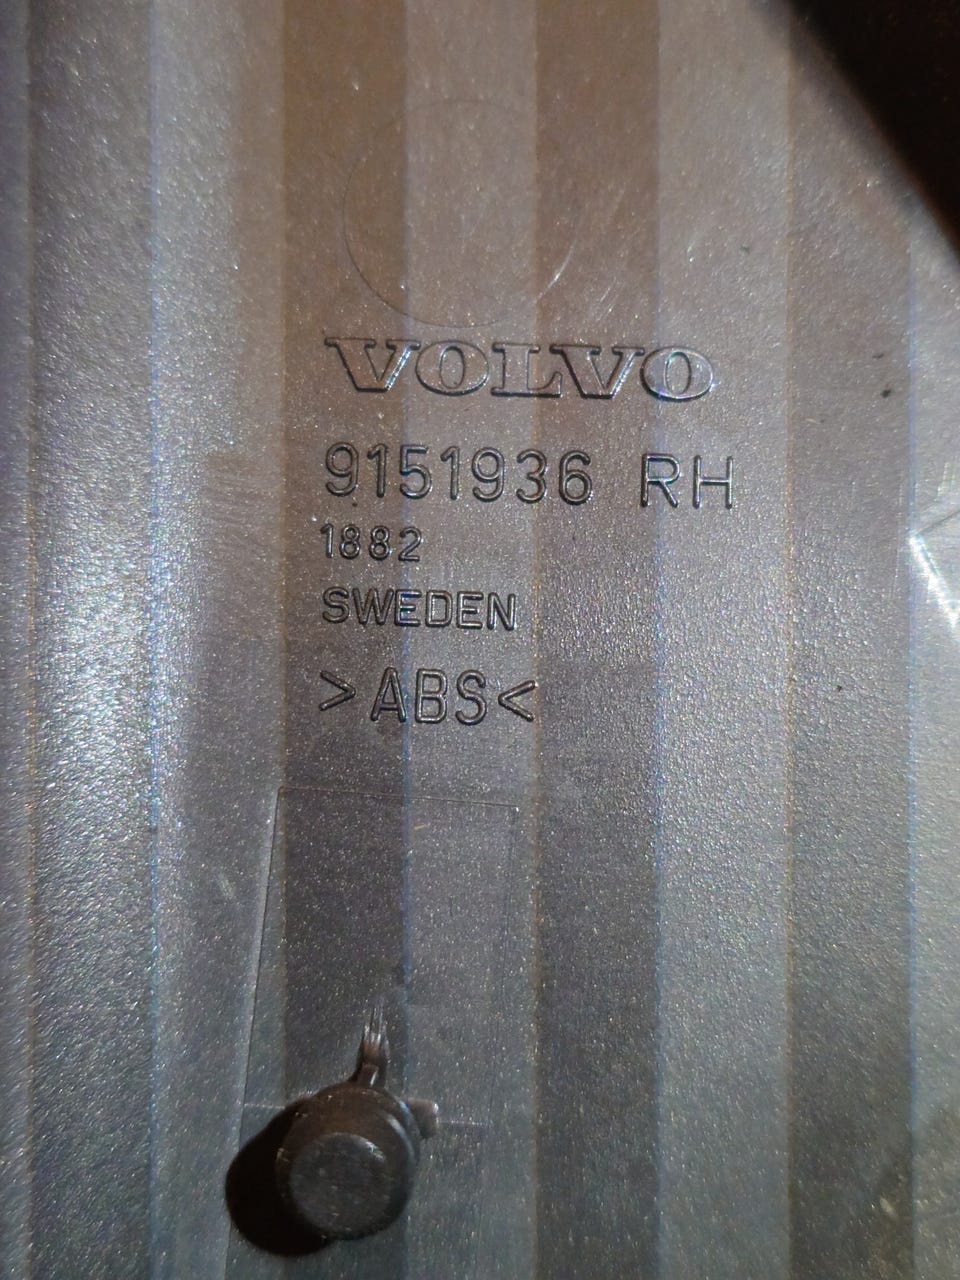 VOLVO
9151936 RH
1882
SWEDEN
>ABS<